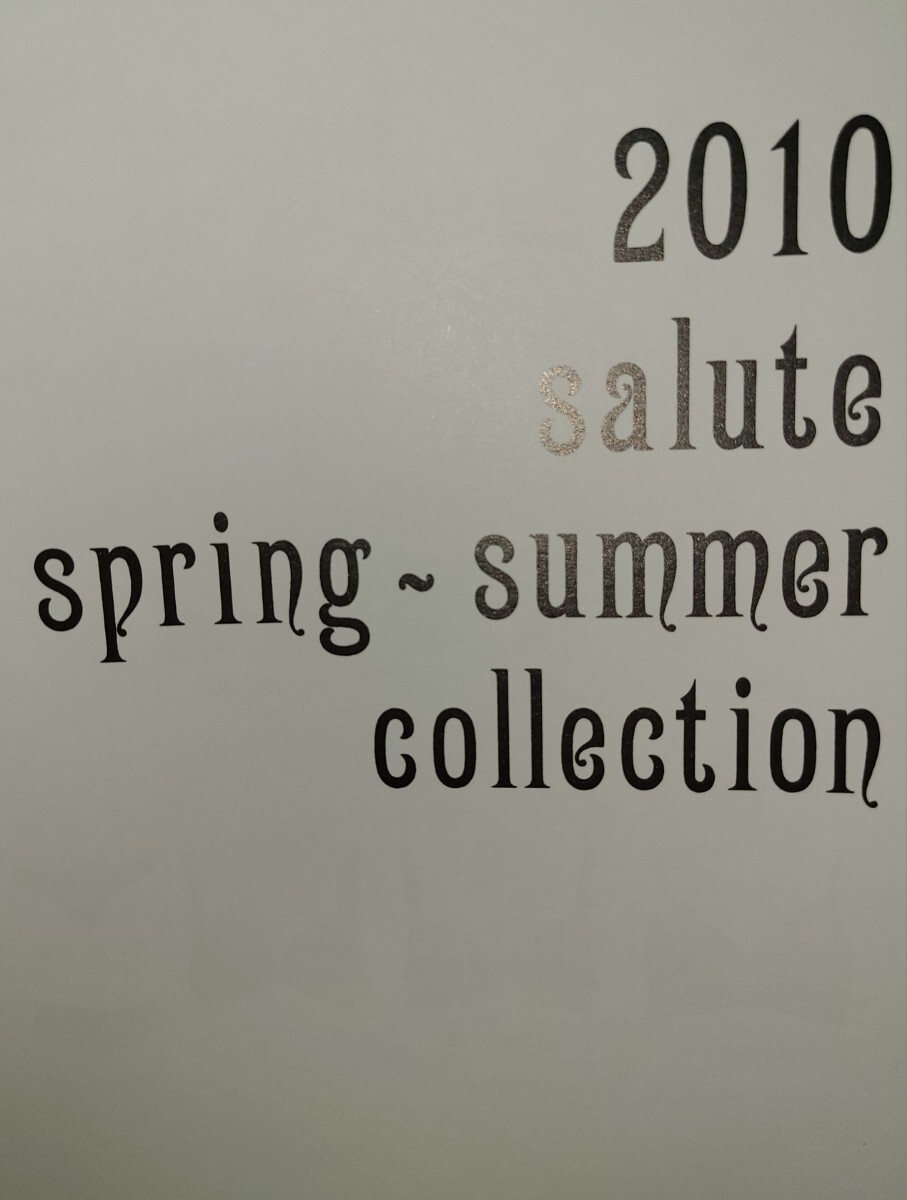 2010
salute
spring ~ summer
collection